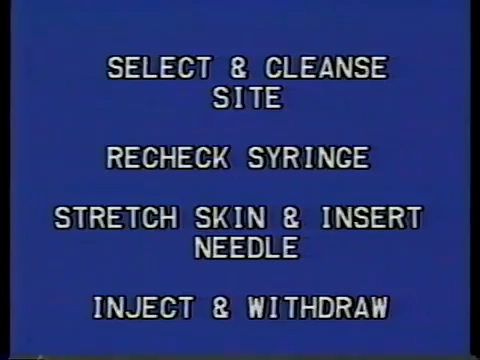 SELECT & CLEANSE
SITE
RECHECK SYRINGE
STRETCH SKIN & INSERT
NEEDLE
INJECT & WITHDRAW